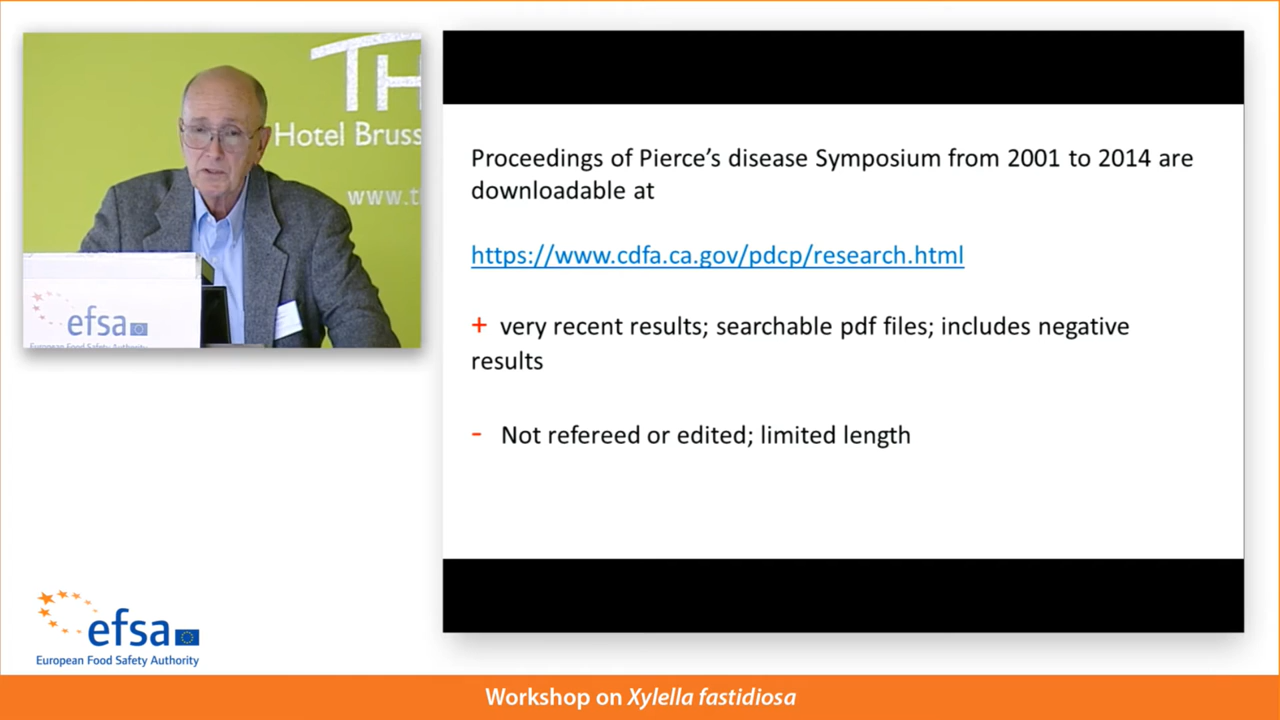 TH
Hotel Bruss
www.t
efsa
European Food Safety Authority
Proceedings of Pierce’s disease Symposium from 2001 to 2014 are
downloadable at
https://www.cdfa.ca.gov/pdcp/research.html
+ very recent results; searchable pdf files; includes negative
results
- Not refereed or edited; limited length
efsa
European Food Safety Authority
Workshop on Xylella fastidiosa